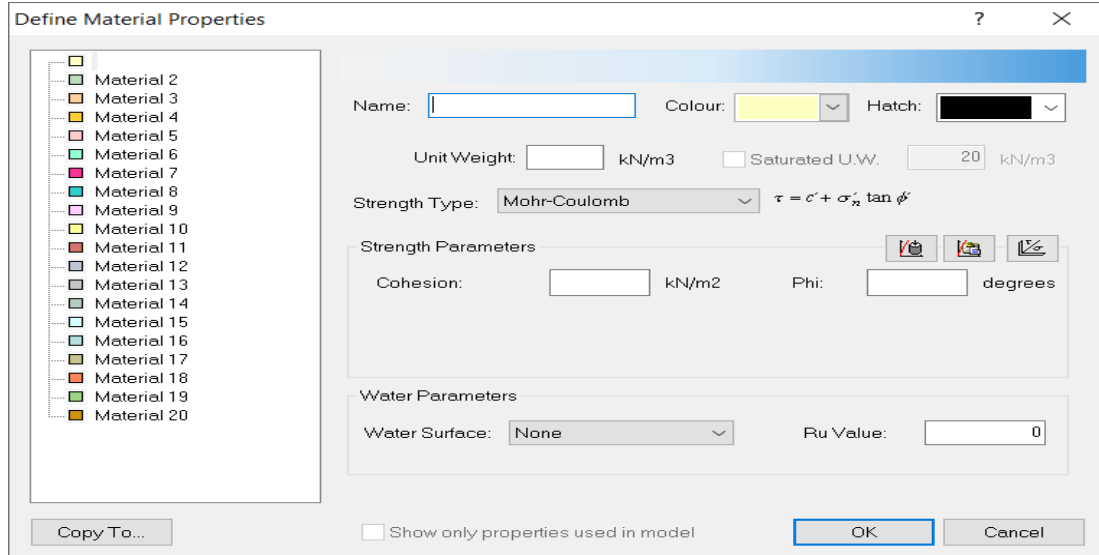 Define Material Properties ?
Material 2
Material 3
Material 4
Material 5
Material 6
Material 7
Material 8
Material 9
Material 10
Material 11
Material 12
Material 13
Material 14
Material 15
Material 16
Material 17
Material 18
Material 19
Material 20
Name: Colour: Hatch:
Unit Weight: kN/m3 Saturated U.W. 20 kN/m3
Strength Type: Mohr-Coulomb τ = c′ + σ′n tan ϕ′
Strength Parameters τ/σ
Cohesion: kN/m2 Phi: degrees
Water Parameters
Water Surface: None Ru Value: 0
Copy To... Show only properties used in model OK Cancel